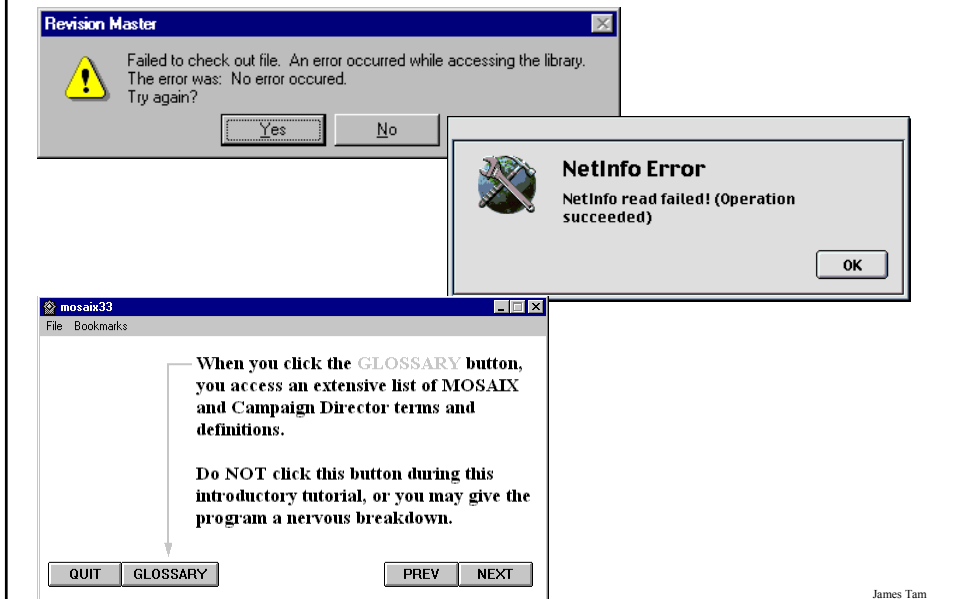 Revision Master
Failed to check out file. An error occurred while accessing the library.
The error was: No error occured.
Try again?
Yes
No
NetInfo Error
NetInfo read failed! (Operation
succeeded)
OK
mosaix33
File Bookmarks
When you click the GLOSSARY button,
you access an extensive list of MOSAIX
and Campaign Director terms and
definitions.
Do NOT click this button during this
introductory tutorial, or you may give the
program a nervous breakdown.
QUIT GLOSSARY PREV NEXT
James Tam